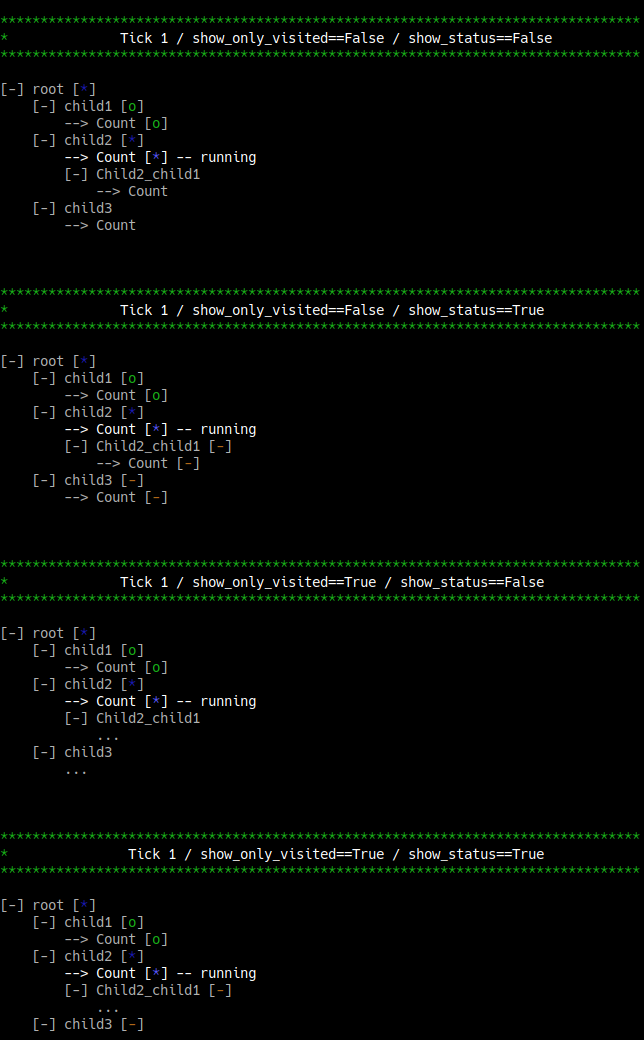 ********************************************************************************
*              Tick 1 / show_only_visited==False / show_status==False
********************************************************************************
[-] root [*]
    [-] child1 [o]
        --> Count [o]
    [-] child2 [*]
        --> Count [*] -- running
        [-] Child2_child1
            --> Count
    [-] child3
        --> Count
********************************************************************************
*              Tick 1 / show_only_visited==False / show_status==True
********************************************************************************
[-] root [*]
    [-] child1 [o]
        --> Count [o]
    [-] child2 [*]
        --> Count [*] -- running
        [-] Child2_child1 [-]
            --> Count [-]
    [-] child3 [-]
        --> Count [-]
********************************************************************************
*              Tick 1 / show_only_visited==True / show_status==False
********************************************************************************
[-] root [*]
    [-] child1 [o]
        --> Count [o]
    [-] child2 [*]
        --> Count [*] -- running
        [-] Child2_child1
            ...
    [-] child3
        ...
********************************************************************************
*               Tick 1 / show_only_visited==True / show_status==True
********************************************************************************
[-] root [*]
    [-] child1 [o]
        --> Count [o]
    [-] child2 [*]
        --> Count [*] -- running
        [-] Child2_child1 [-]
            ...
    [-] child3 [-]